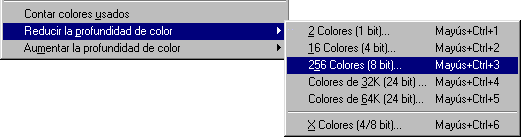 Contar colores usados
Reducir la profundidad de color
Aumentar la profundidad de color
2 Colores (1 bit)... Mayús+Ctrl+1
16 Colores (4 bit)... Mayús+Ctrl+2
256 Colores (8 bit)... Mayús+Ctrl+3
Colores de 32K (24 bit) ... Mayús+Ctrl+4
Colores de 64K (24 bit)... Mayús+Ctrl+5
X Colores (4/8 bit)... Mayús+Ctrl+6